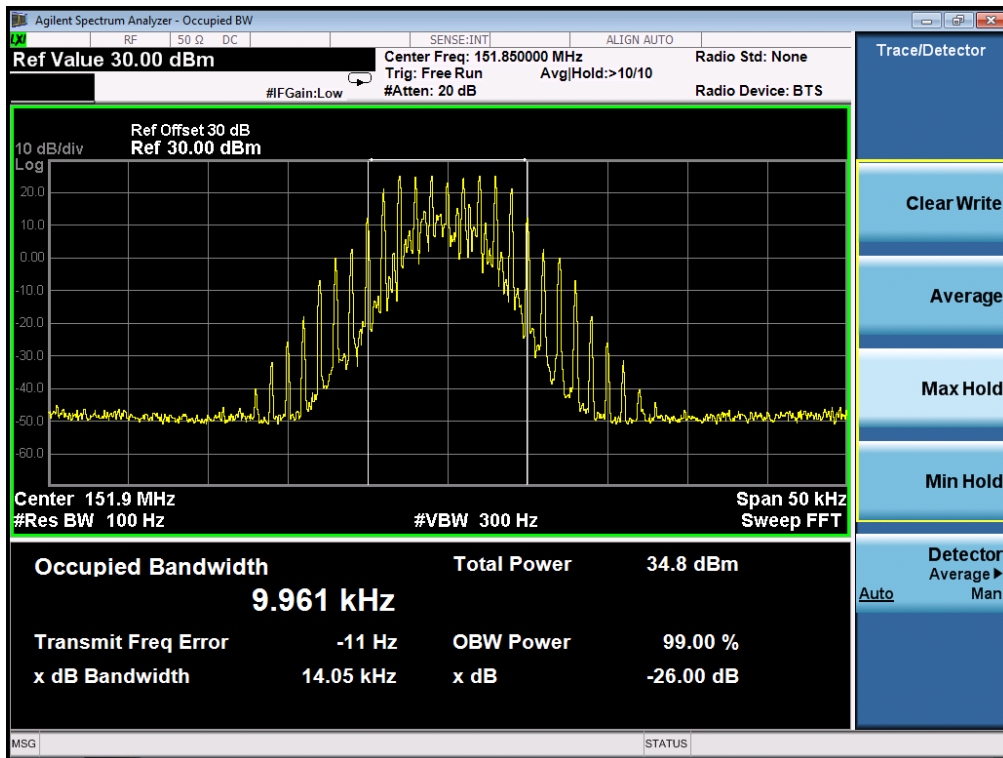 Agilent Spectrum Analyzer - Occupied BW
LXI RF 50 Ω DC SENSE:INT ALIGN AUTO
Ref Value 30.00 dBm
Center Freq: 151.850000 MHz
Radio Std: None
Trig: Free Run
Avg|Hold:>10/10
#IFGain:Low
#Atten: 20 dB
Radio Device: BTS
Ref Offset 30 dB
10 dB/div
Ref 30.00 dBm
Log
20.0
10.0
0.00
-10.0
-20.0
-30.0
-40.0
-50.0
-60.0
Center 151.9 MHz
Span 50 kHz
#Res BW 100 Hz
#VBW 300 Hz
Sweep FFT
Occupied Bandwidth
9.961 kHz
Total Power 34.8 dBm
Transmit Freq Error -11 Hz
OBW Power 99.00 %
x dB Bandwidth 14.05 kHz
x dB -26.00 dB
MSG
STATUS
Trace/Detector
Clear Write
Average
Max Hold
Min Hold
Detector
Average
Auto Man